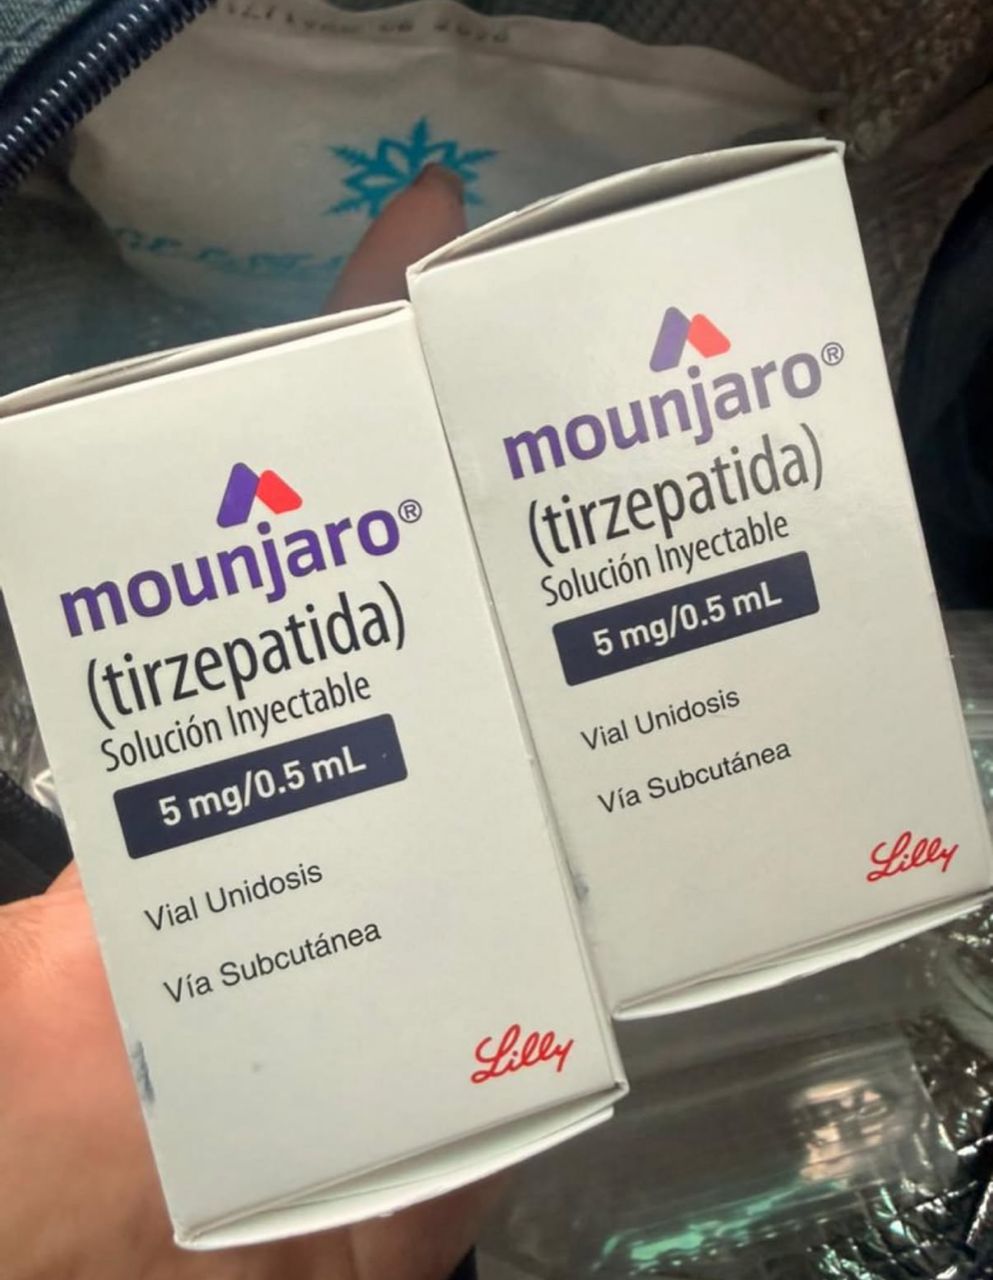 mounjaro®
(tirzepatida)
Solución Inyectable
5 mg/0.5 mL
Vial Unidosis
Vía Subcutánea
Lilly
mounjaro®
(tirzepatida)
Solución Inyectable
5 mg/0.5 mL
Vial Unidosis
Vía Subcutánea
Lilly